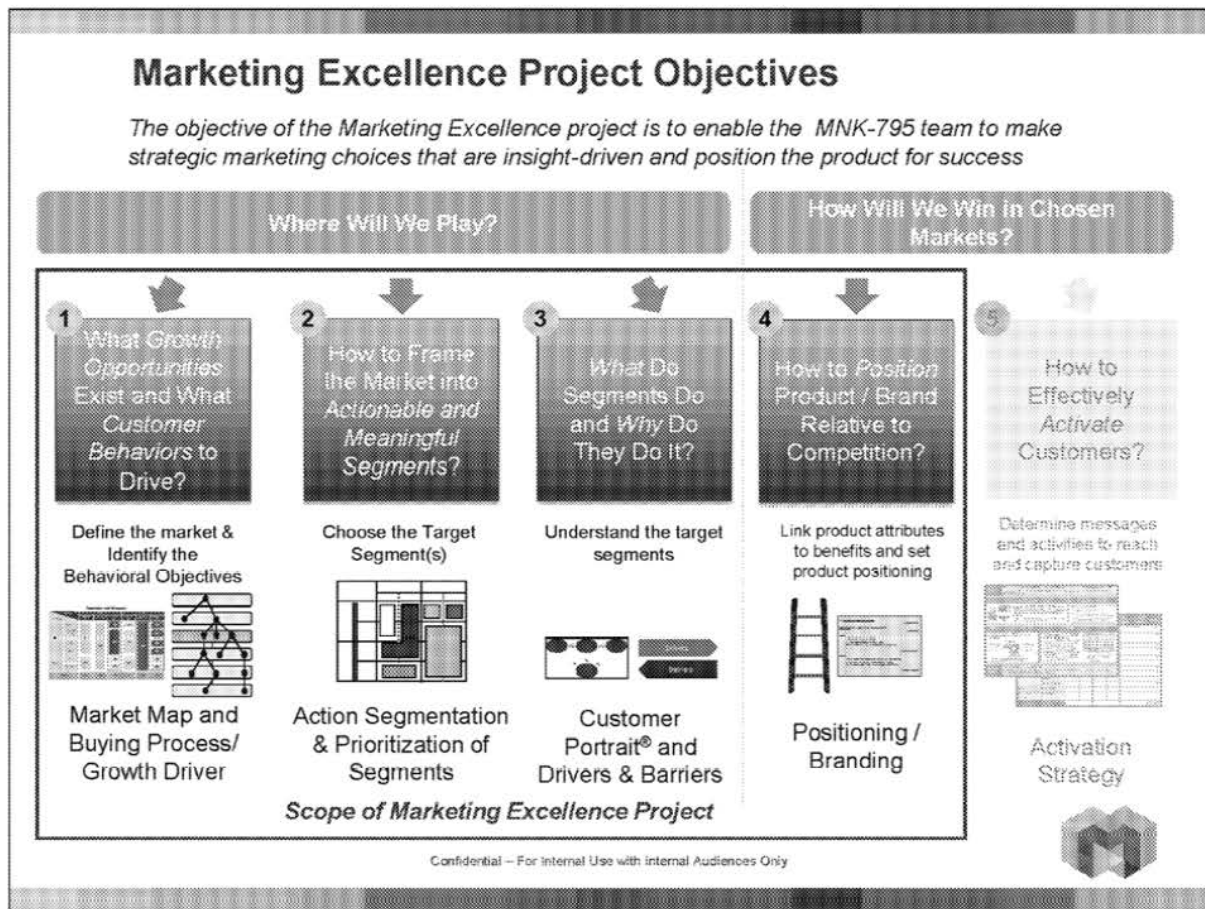 Marketing Excellence Project Objectives
The objective of the Marketing Excellence project is to enable the MNK-795 team to make
strategic marketing choices that are insight-driven and position the product for success
Where Will We Play?
How Will We Win in Chosen
Markets?
1
What Growth
Opportunities
Exist and What
Customer
Behaviors to
Drive?
Define the market &
Identify the
Behavioral Objectives
Market Map and
Buying Process/
Growth Driver
2
How to Frame
the Market into
Actionable and
Meaningful
Segments?
Choose the Target
Segment(s)
Action Segmentation
& Prioritization of
Segments
3
What Do
Segments Do
and Why Do
They Do It?
Understand the target
segments
Customer
Portrait® and
Drivers & Barriers
4
How to Position
Product / Brand
Relative to
Competition?
Link product attributes
to benefits and set
product positioning
Positioning /
Branding
5
How to
Effectively
Activate
Customers?
Determine messages
and activities to reach
and capture customers
Activation
Strategy
Scope of Marketing Excellence Project
Confidential – For Internal Use with Internal Audiences Only